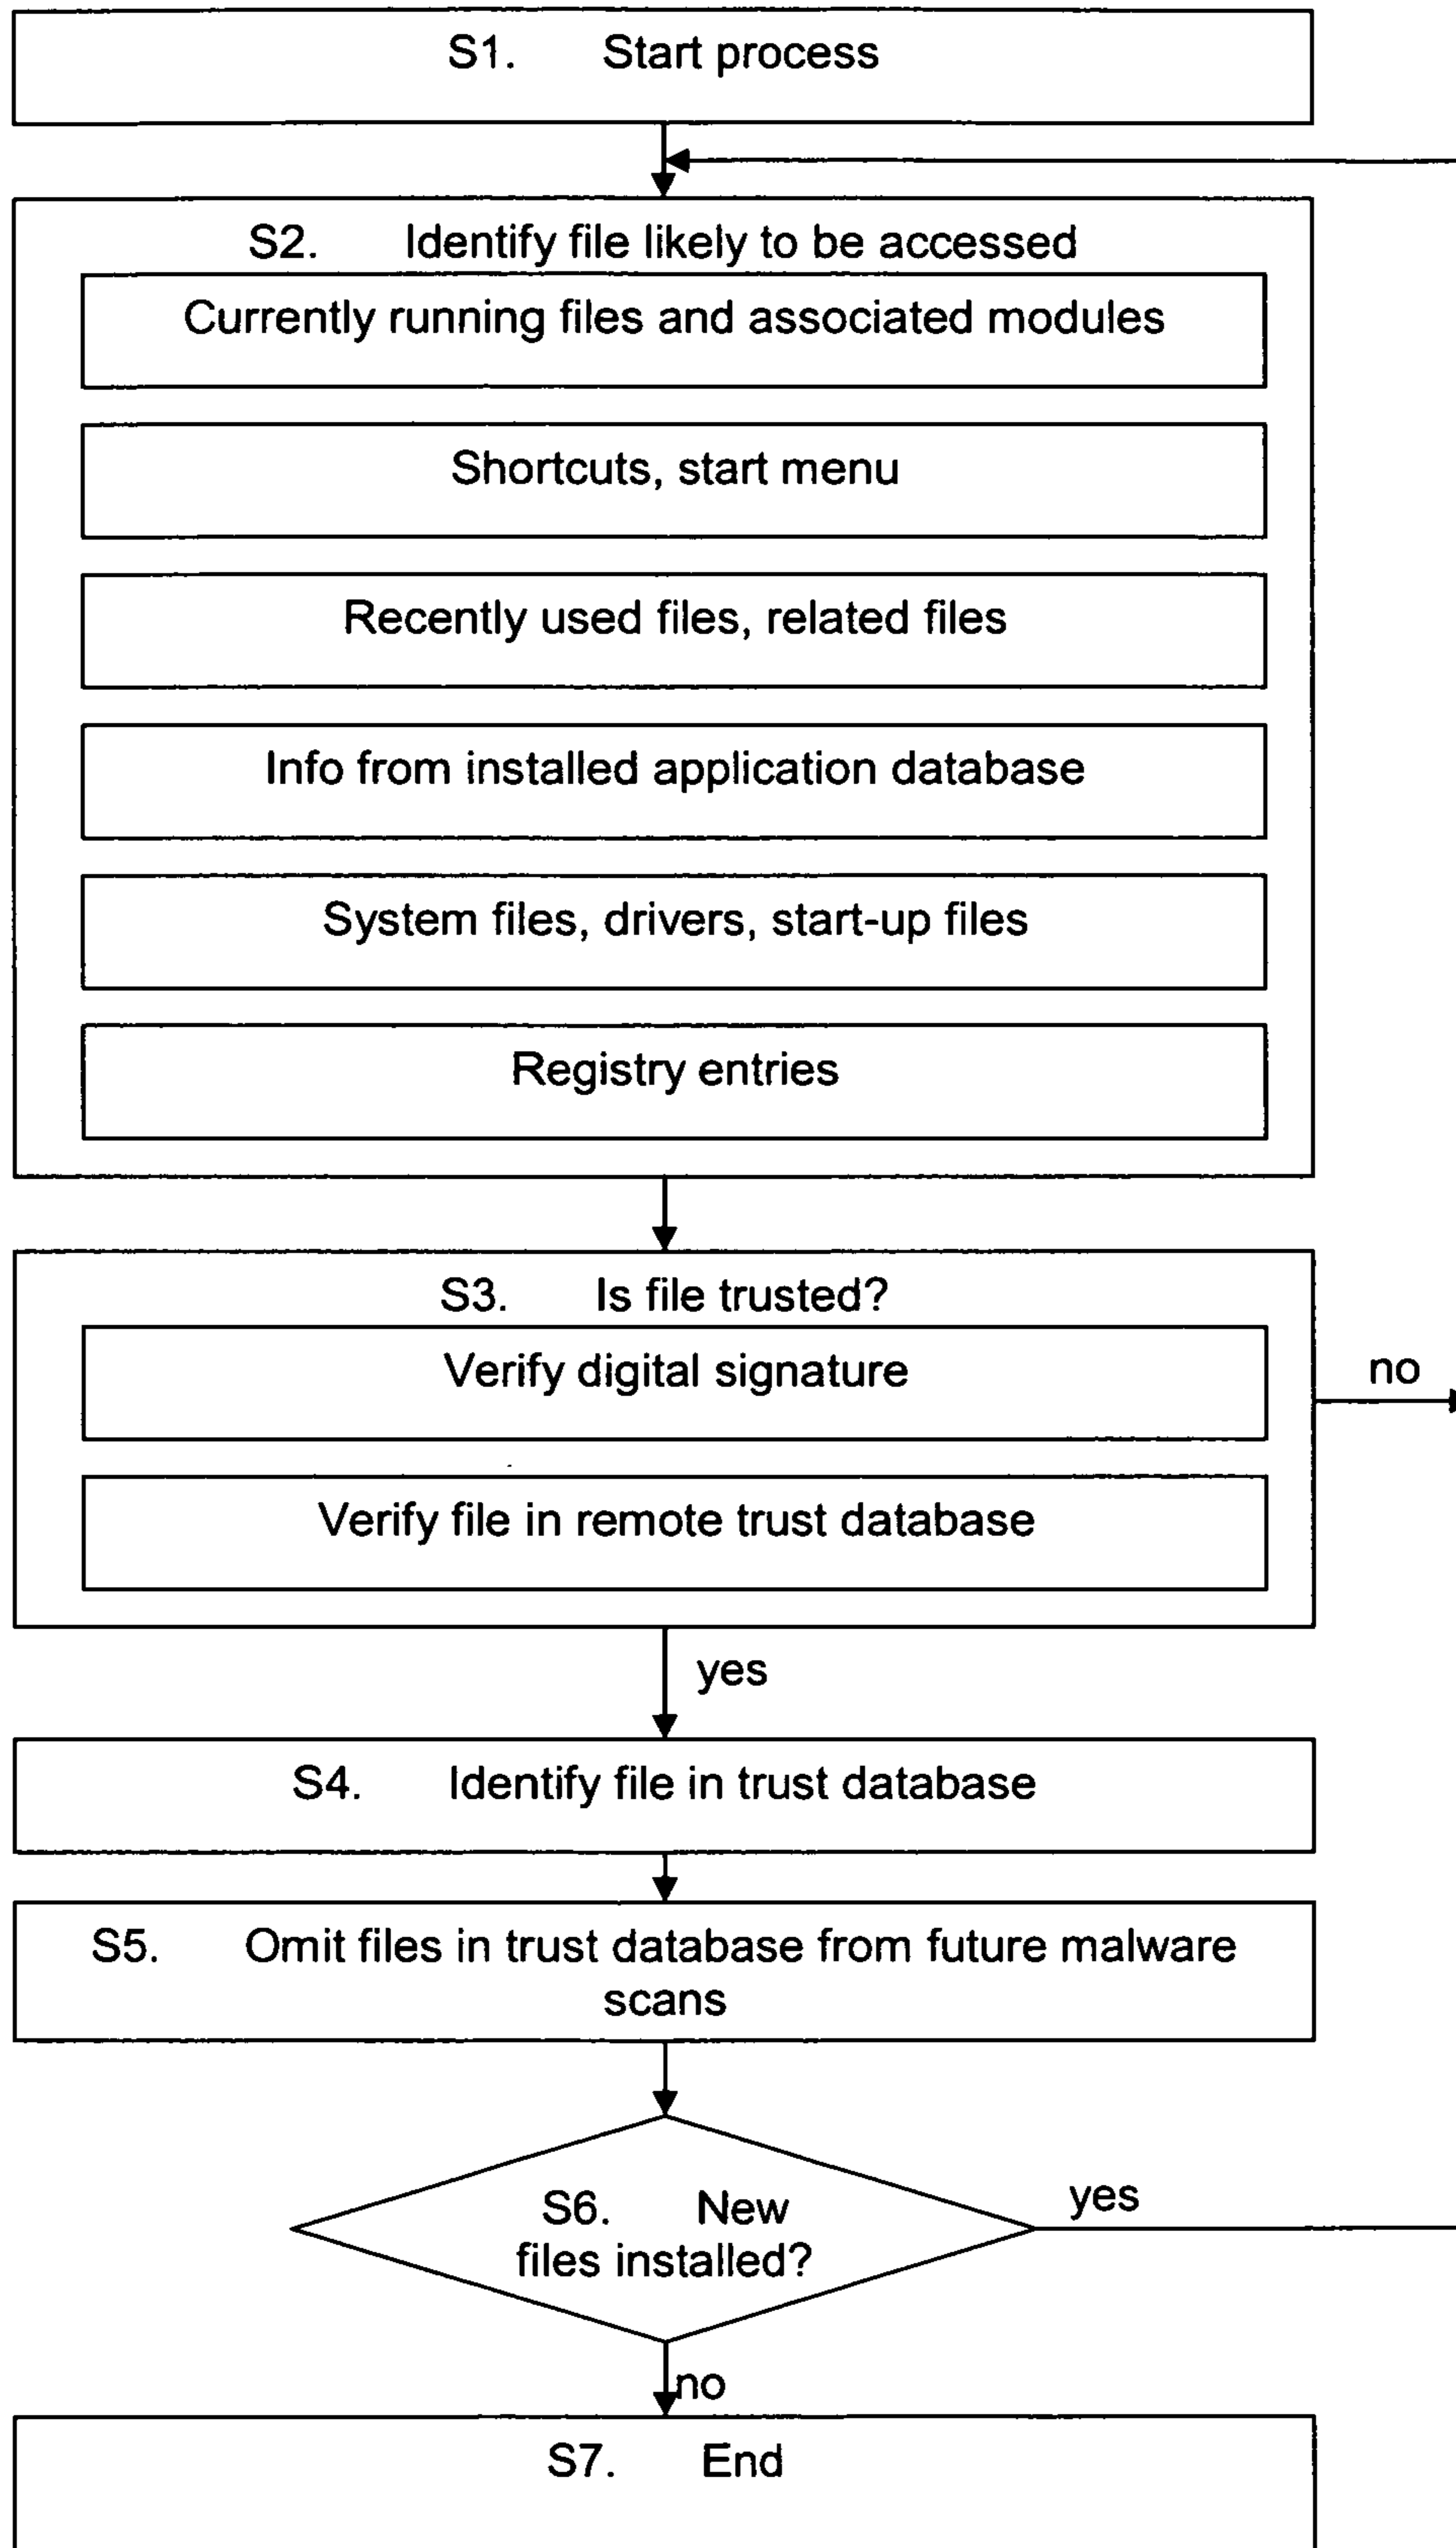 S1. Start process
S2. Identify file likely to be accessed
Currently running files and associated modules
Shortcuts, start menu
Recently used files, related files
Info from installed application database
System files, drivers, start-up files
Registry entries
S3. Is file trusted?
Verify digital signature
no
Verify file in remote trust database
yes
S4. Identify file in trust database
S5. Omit files in trust database from future malware
scans
yes
S6. New
files installed?
no
S7. End